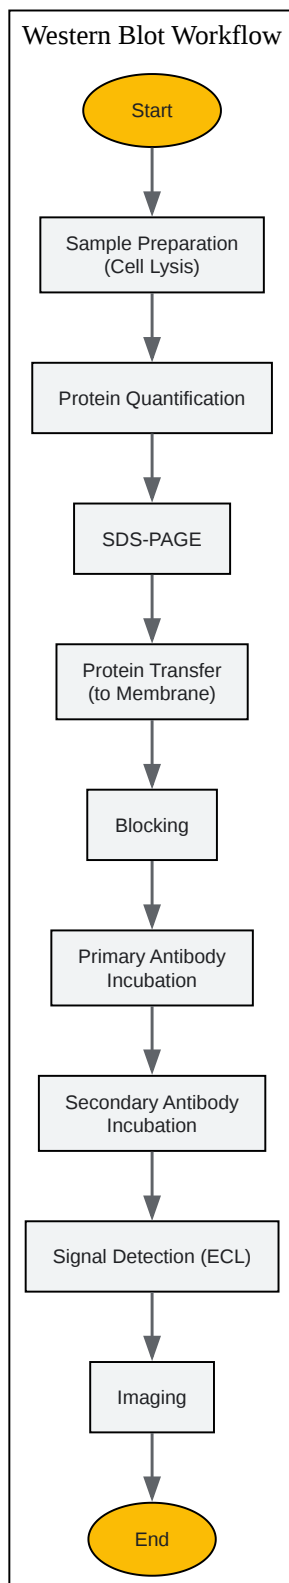 Western Blot Workflow
Start
Sample Preparation
(Cell Lysis)
Protein Quantification
SDS-PAGE
Protein Transfer
(to Membrane)
Blocking
Primary Antibody
Incubation
Secondary Antibody
Incubation
Signal Detection (ECL)
Imaging
End